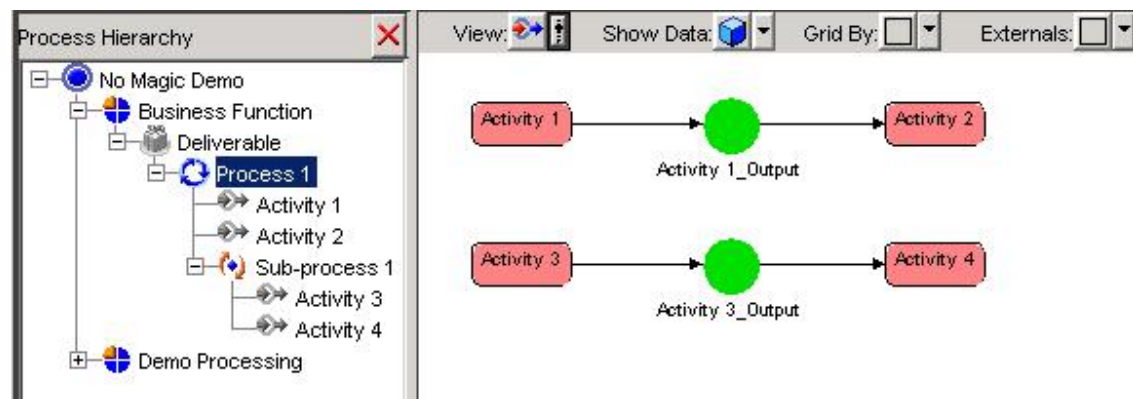 Process Hierarchy
No Magic Demo
Business Function
Deliverable
Process 1
Activity 1
Activity 2
Sub-process 1
Activity 3
Activity 4
Demo Processing
View: Show Data: Grid By: Externals:
Activity 1 Activity 2
Activity 1_Output
Activity 3 Activity 4
Activity 3_Output